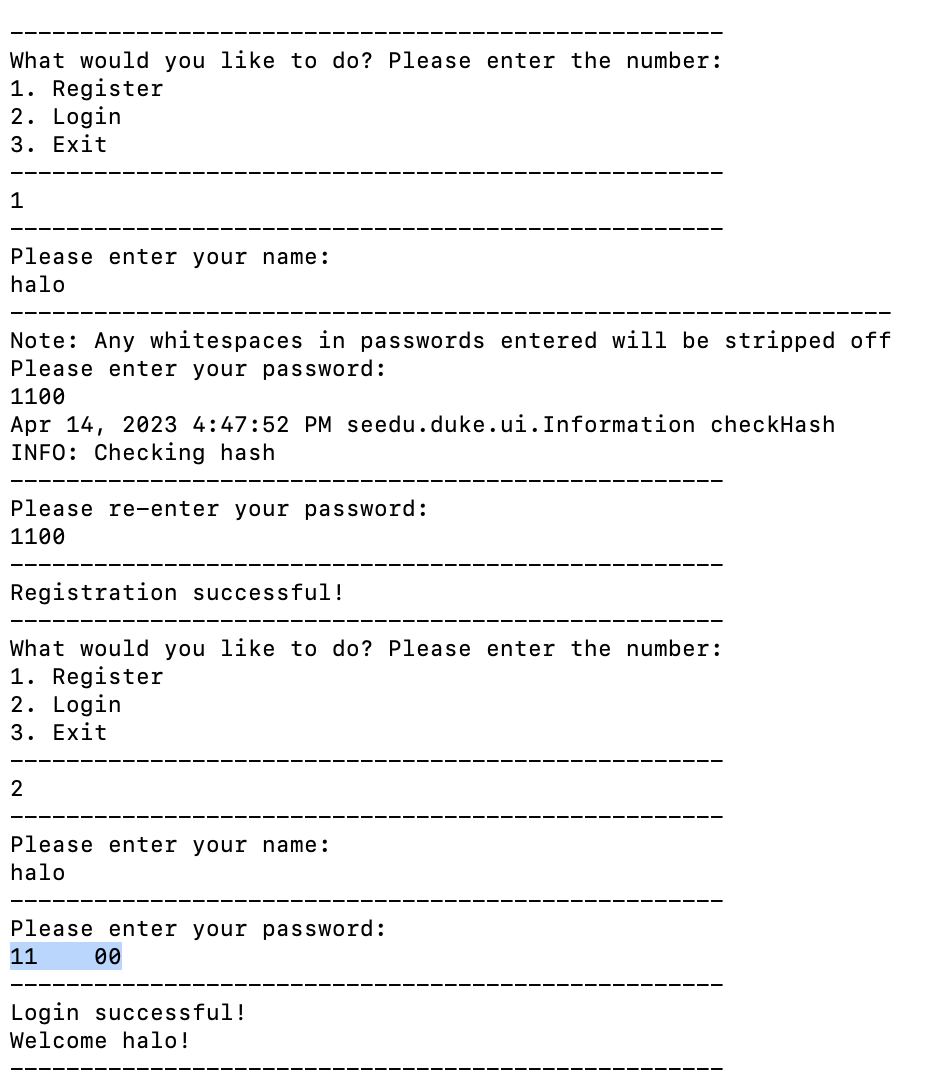 ---------------------------------------------------
What would you like to do? Please enter the number:
1. Register
2. Login
3. Exit
---------------------------------------------------
1
---------------------------------------------------
Please enter your name:
halo
---------------------------------------------------------------
Note: Any whitespaces in passwords entered will be stripped off
Please enter your password:
1100
Apr 14, 2023 4:47:52 PM seedu.duke.ui.Information checkHash
INFO: Checking hash
---------------------------------------------------
Please re-enter your password:
1100
---------------------------------------------------
Registration successful!
---------------------------------------------------
What would you like to do? Please enter the number:
1. Register
2. Login
3. Exit
---------------------------------------------------
2
---------------------------------------------------
Please enter your name:
halo
---------------------------------------------------
Please enter your password:
11    00
---------------------------------------------------
Login successful!
Welcome halo!
---------------------------------------------------